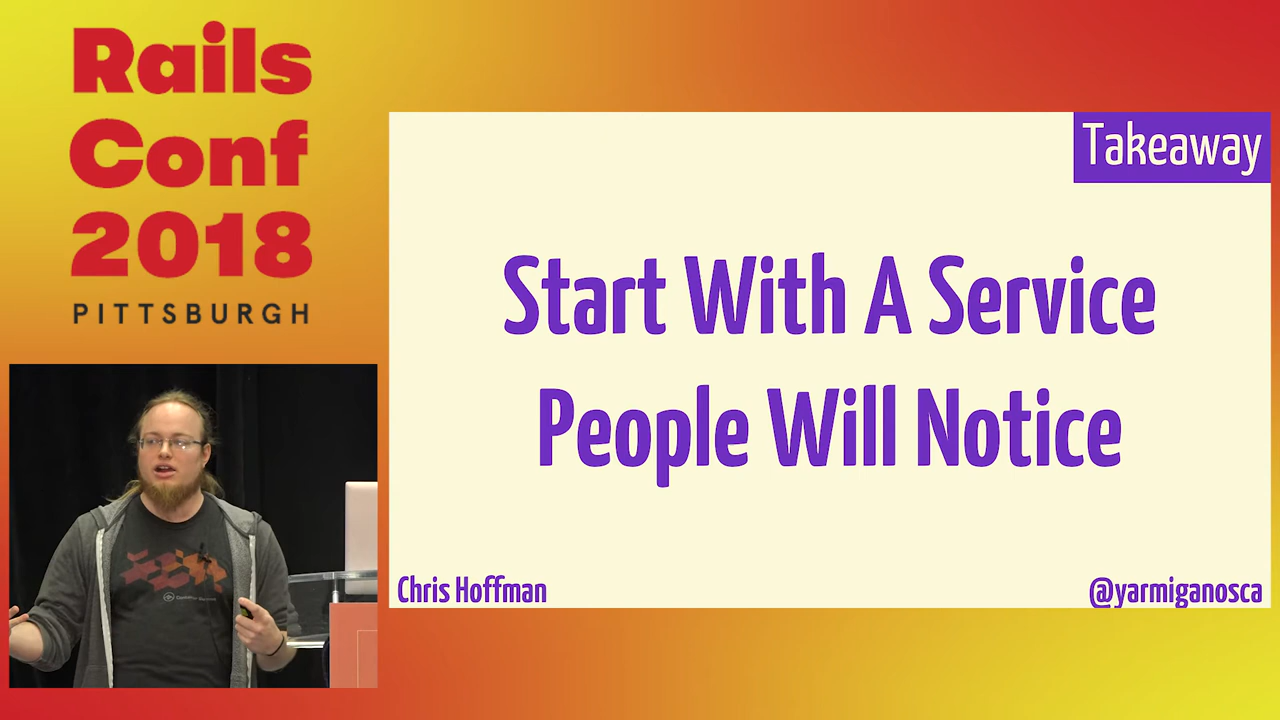 Rails
Conf
2018
PITTSBURGH
Takeaway
Start With A Service
People Will Notice
Chris Hoffman
@yarmiganosca